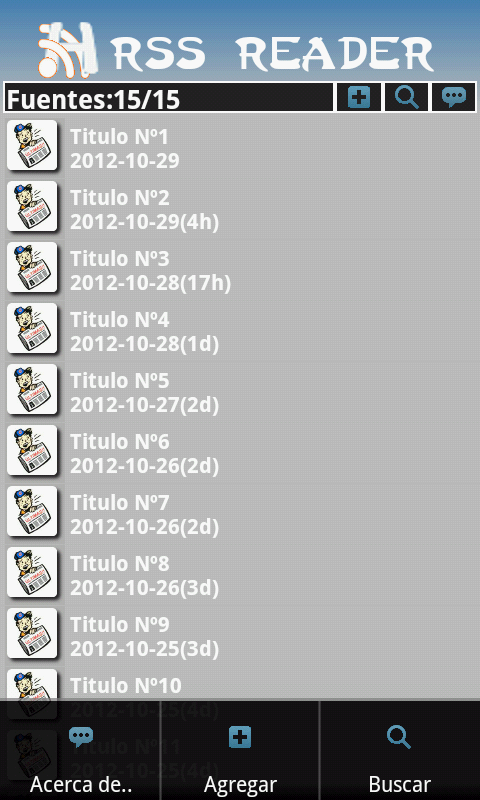 RSS READER
Fuentes:15/15
Titulo Nº1
2012-10-29
Titulo Nº2
2012-10-29(4h)
Titulo Nº3
2012-10-28(17h)
Titulo Nº4
2012-10-28(1d)
Titulo Nº5
2012-10-27(2d)
Titulo Nº6
2012-10-26(2d)
Titulo Nº7
2012-10-26(2d)
Titulo Nº8
2012-10-26(3d)
Titulo Nº9
2012-10-25(3d)
Titulo Nº10
2012-10-25(4d)
Titulo Nº11
2012-10-25(4d)
Acerca de..
Agregar
Buscar